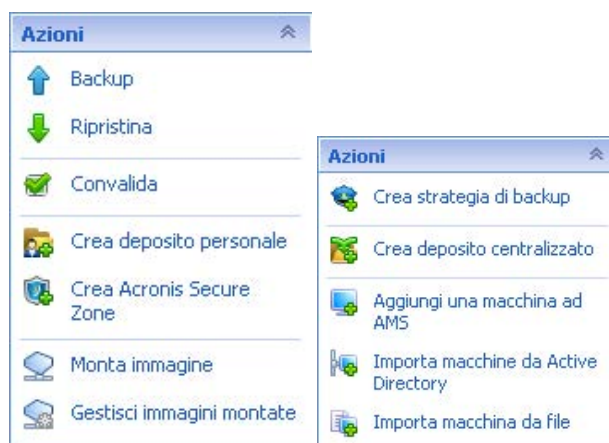 Azioni
Backup
Ripristina
Convalida
Crea deposito personale
Crea Acronis Secure
Zone
Monta immagine
Gestisci immagini montate
Azioni
Crea strategia di backup
Crea deposito centralizzato
Aggiungi una macchina ad
AMS
Importa macchine da Active
Directory
Importa macchina da file